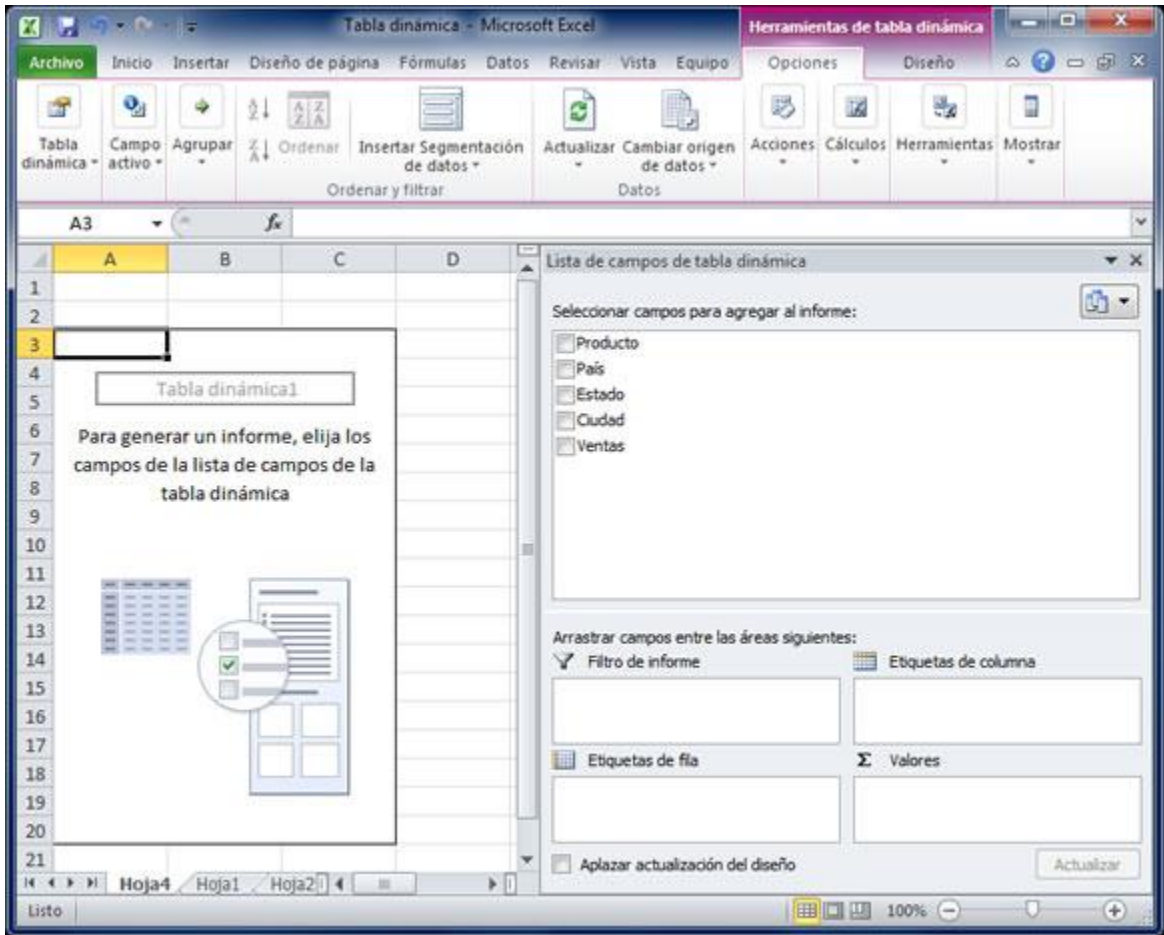 Tabla dinámica - Microsoft Excel
Herramientas de tabla dinámica
Archivo Inicio Insertar Diseño de página Fórmulas Datos Revisar Vista Equipo Opciones Diseño
Tabla dinámica
Campo activo
Agrupar
Ordenar
Insertar Segmentación de datos
Actualizar
Cambiar origen de datos
Acciones
Cálculos
Herramientas
Mostrar
Ordenar y filtrar
Datos
A3
fx
A B C D
Lista de campos de tabla dinámica
1
2
3
4
5
6
7
8
9
10
11
12
13
14
15
16
17
18
19
20
21
Tabla dinámica1
Para generar un informe, elija los
campos de la lista de campos de la
tabla dinámica
Seleccionar campos para agregar al informe:
Producto
País
Estado
Ciudad
Ventas
Arrastrar campos entre las áreas siguientes:
Filtro de informe
Etiquetas de columna
Etiquetas de fila
Σ Valores
Aplazar actualización del diseño
Actualizar
Hoja4 Hoja1 Hoja2
Listo
100%